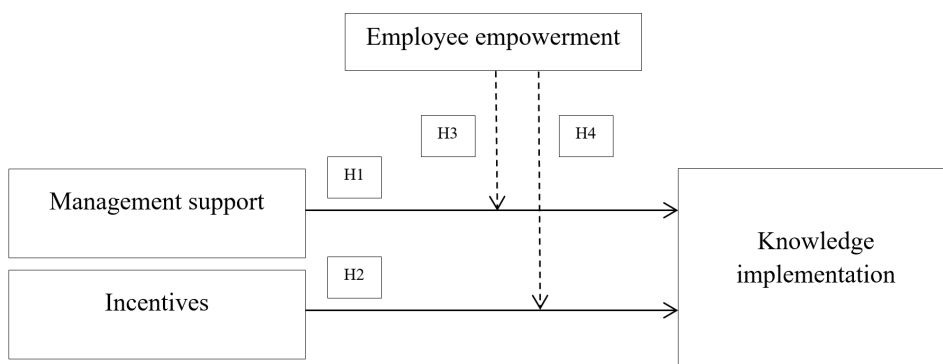 Employee empowerment
H3
H4
H1
Management support
Knowledge
implementation
H2
Incentives